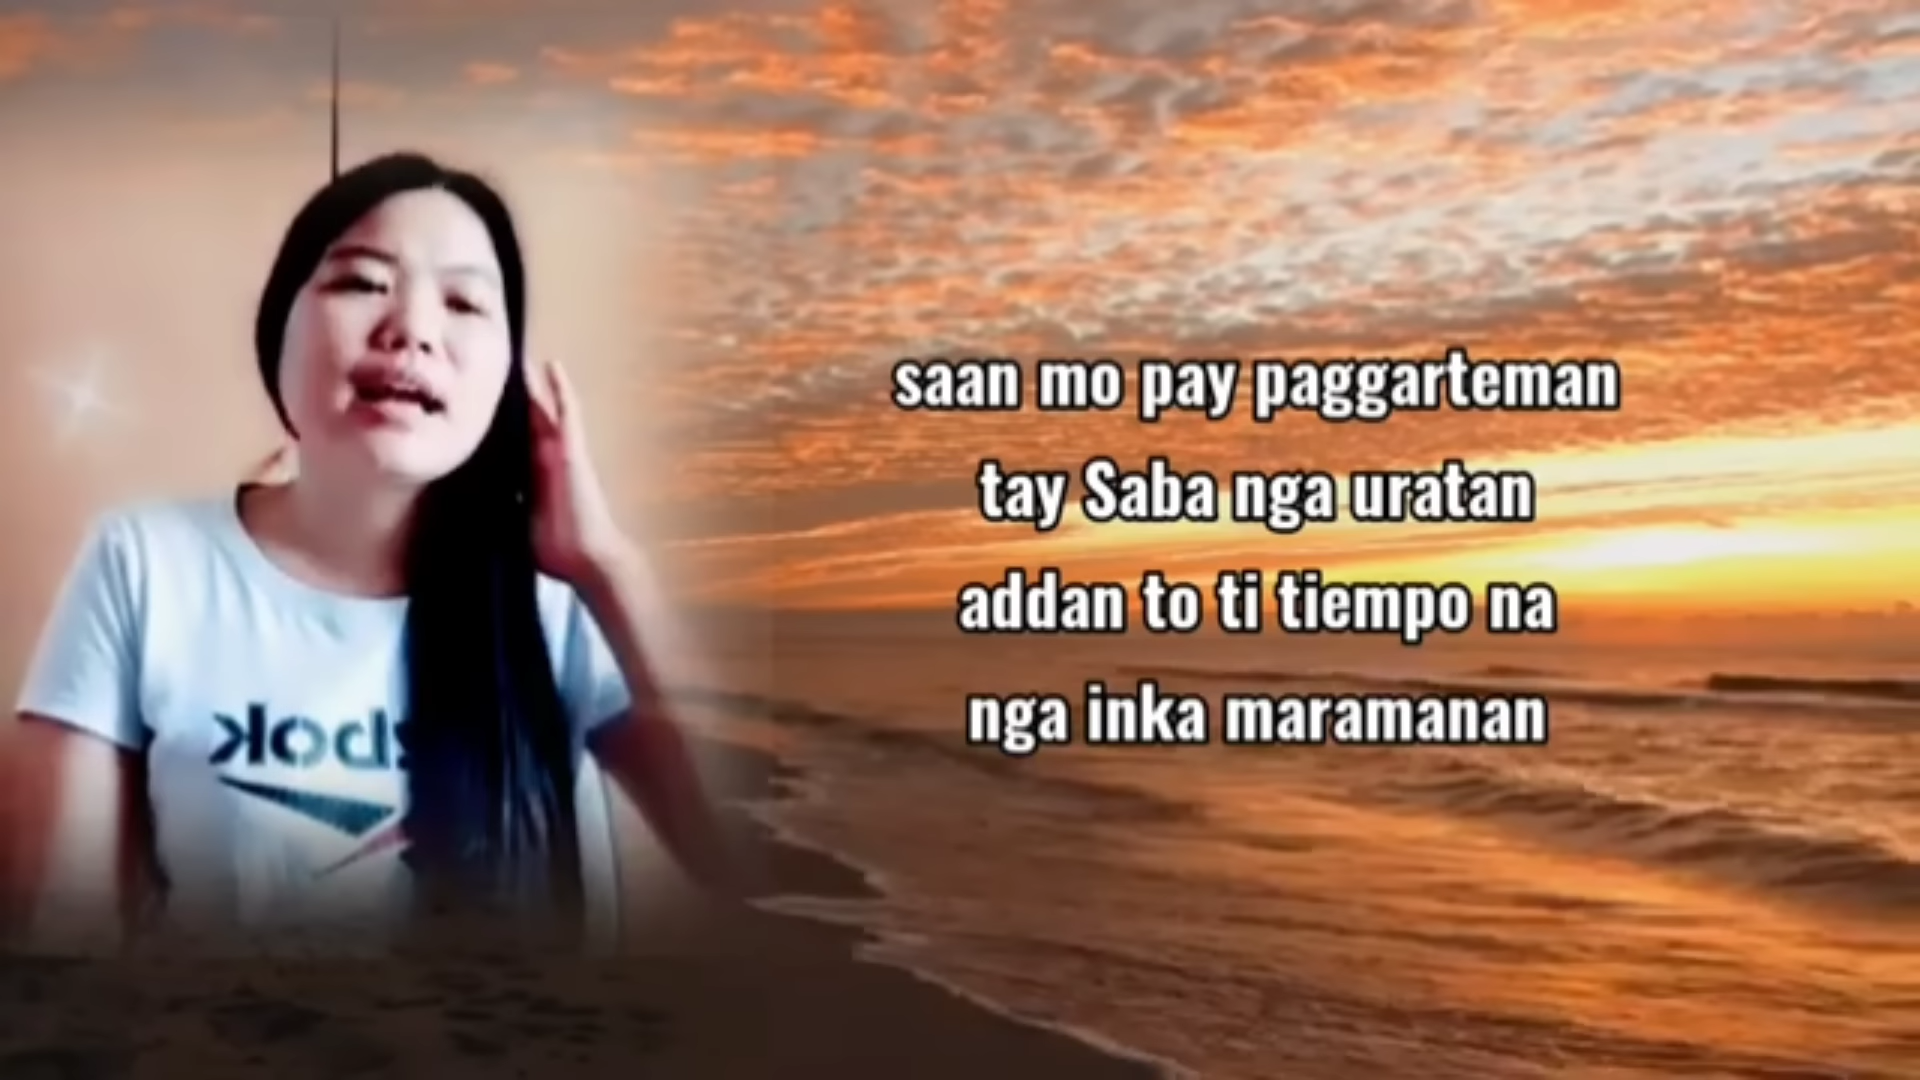 saan mo pay paggarteman
tay Saba nga uratan
addan to ti tiempo na
nga inka maramanan